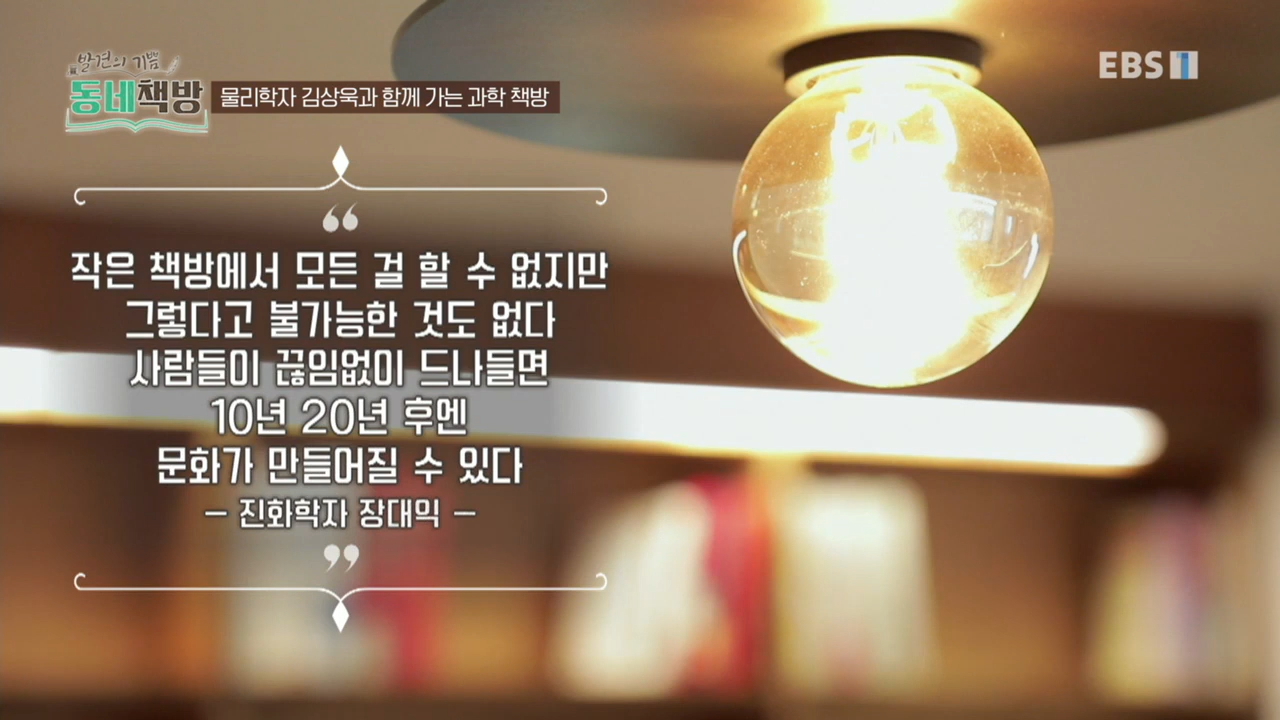 발견의 기쁨
동네책방
물리학자 김상욱과 함께 가는 과학 책방
EBS 1
“
작은 책방에서 모든 걸 할 수 없지만
그렇다고 불가능한 것도 없다
사람들이 끊임없이 드나들면
10년 20년 후엔
문화가 만들어질 수 있다
– 진화학자 장대익 –
”